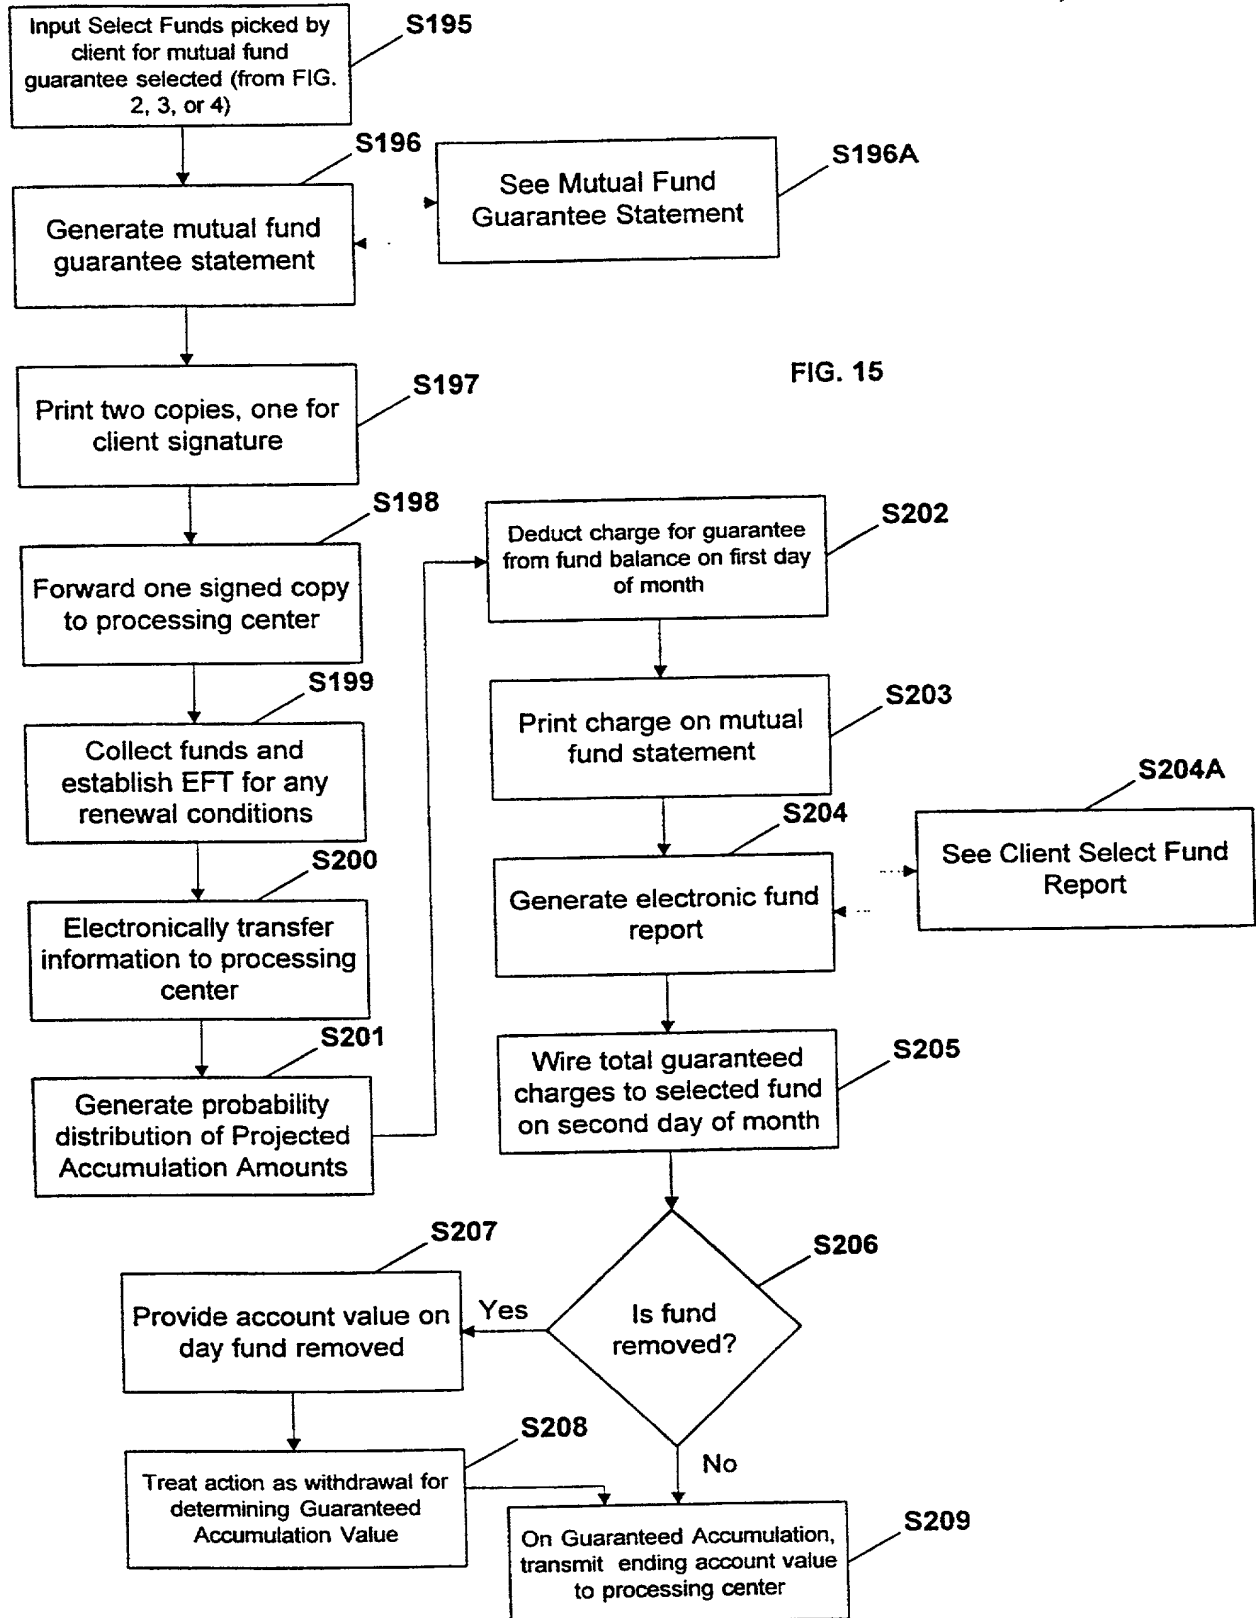 Input Select Funds picked by
client for mutual fund
guarantee selected (from FIG.
2, 3, or 4)
S195
S196
Generate mutual fund
guarantee statement
See Mutual Fund
Guarantee Statement
S196A
FIG. 15
S197
Print two copies, one for
client signature
S198
Forward one signed copy
to processing center
S199
Collect funds and
establish EFT for any
renewal conditions
S200
Electronically transfer
information to processing
center
S201
Generate probability
distribution of Projected
Accumulation Amounts
S202
Deduct charge for guarantee
from fund balance on first day
of month
S203
Print charge on mutual
fund statement
S204
Generate electronic fund
report
S204A
See Client Select Fund
Report
S205
Wire total guaranteed
charges to selected fund
on second day of month
S206
Is fund
removed?
Yes
S207
Provide account value on
day fund removed
S208
Treat action as withdrawal for
determining Guaranteed
Accumulation Value
No
S209
On Guaranteed Accumulation,
transmit ending account value
to processing center